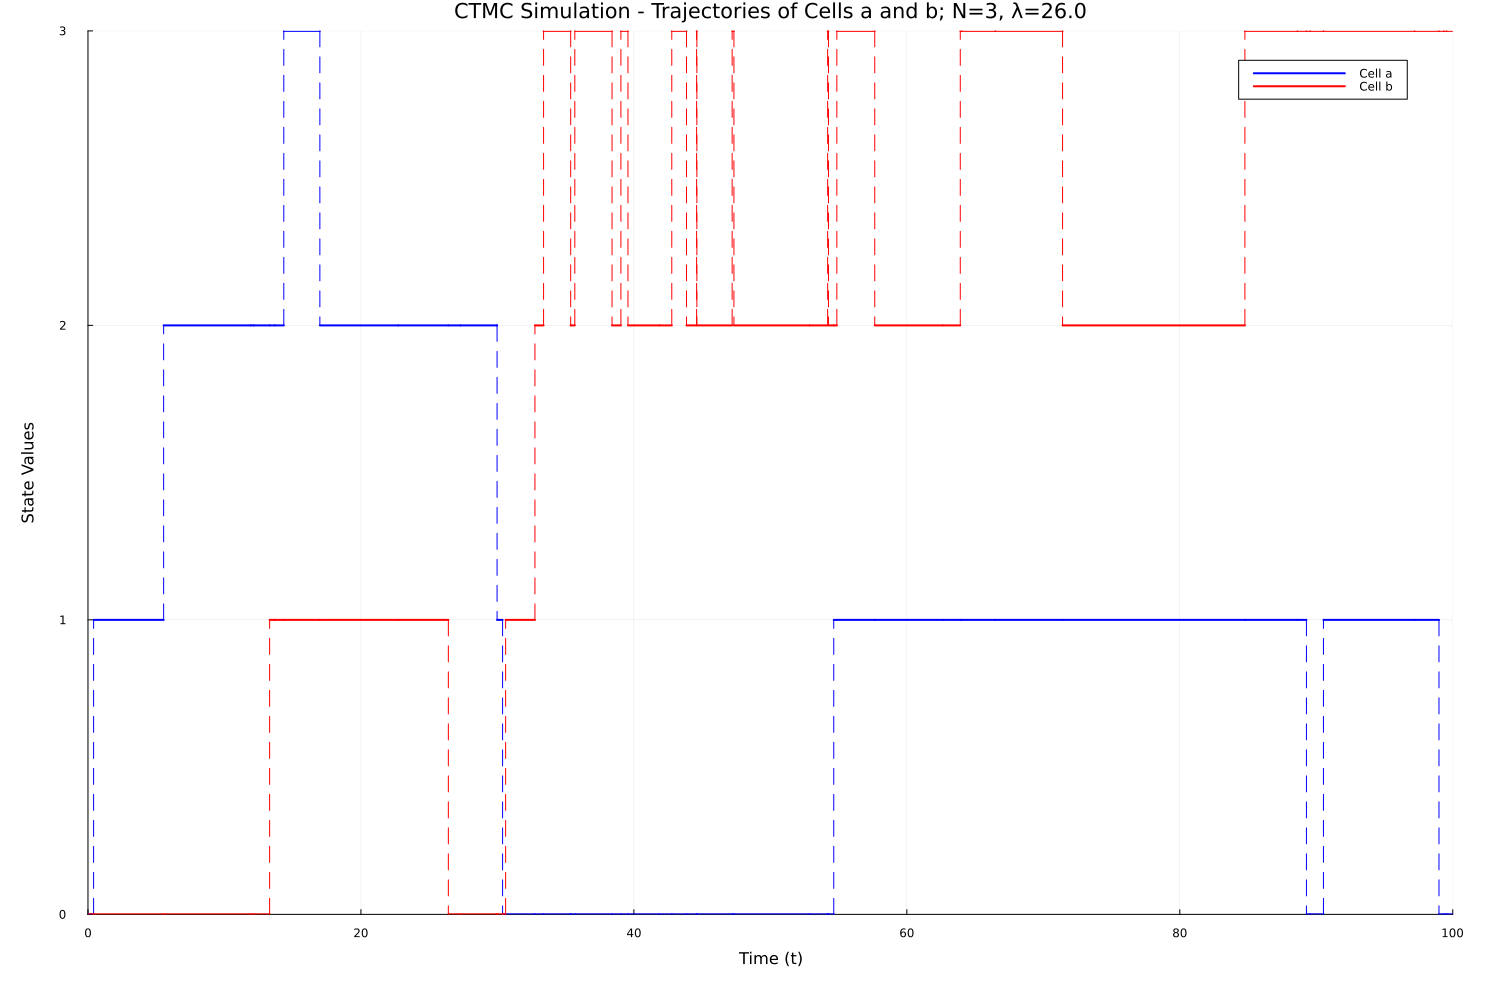 CTMC Simulation - Trajectories of Cells a and b; N=3, λ=26.0
3
Cell a
Cell b
2
State Values
1
0
0 20 40 60 80 100
Time (t)